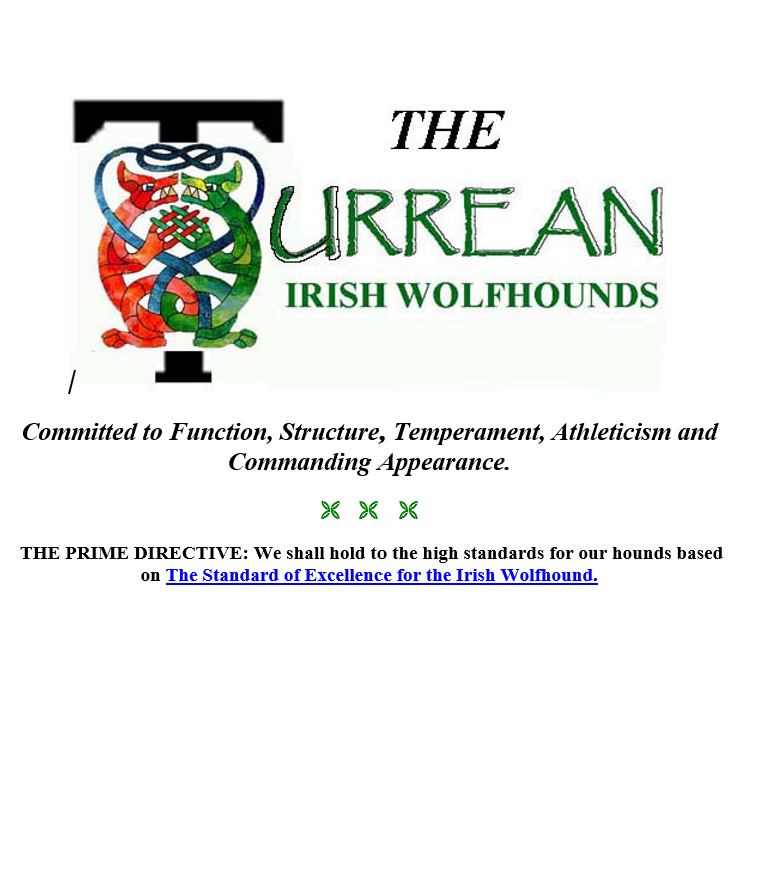 THE
TURREAN
IRISH WOLFHOUNDS
/
Committed to Function, Structure, Temperament, Athleticism and
Commanding Appearance.
THE PRIME DIRECTIVE: We shall hold to the high standards for our hounds based
on The Standard of Excellence for the Irish Wolfhound.